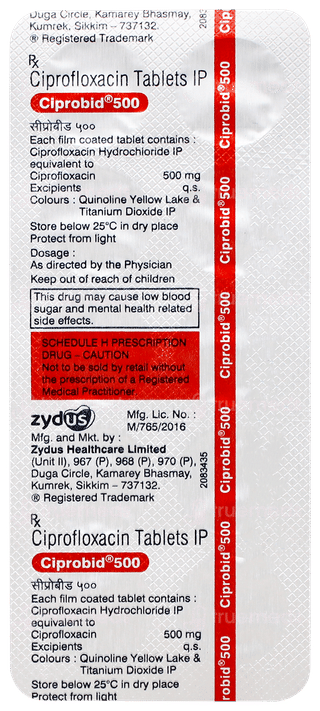 Duga Circle, Kamarey Bhasmay,
Kumrek, Sikkim – 737132.
® Registered Trademark
Rx
Ciprofloxacin Tablets IP
Ciprobid®500
सीप्रोबीड ५००
Each film coated tablet contains :
Ciprofloxacin Hydrochloride IP
equivalent to
Ciprofloxacin 500 mg
Excipients q.s.
Colours : Quinoline Yellow Lake &
Titanium Dioxide IP
Store below 25°C in dry place
Protect from light
Dosage :
As directed by the Physician
Keep out of reach of children
This drug may cause low blood
sugar and mental health related
side effects.
SCHEDULE H PRESCRIPTION
DRUG - CAUTION
Not to be sold by retail without
the prescription of a Registered
Medical Practitioner.
zydus
Mfg. Lic. No. :
M/765/2016
Mfg. and Mkt. by :
Zydus Healthcare Limited
(Unit II), 967 (P), 968 (P), 970 (P),
Duga Circle, Kamarey Bhasmay,
Kumrek, Sikkim – 737132.
® Registered Trademark
2083435
Rx
Ciprofloxacin Tablets IP
Ciprobid®500
सीप्रोबीड ५००
Each film coated tablet contains :
Ciprofloxacin Hydrochloride IP
equivalent to
Ciprofloxacin 500 mg
Excipients q.s.
Colours : Quinoline Yellow Lake &
Titanium Dioxide IP
Store below 25°C in dry place
Protect from light
2083
Cip
Ciprobid®500
Ciprobid®500
Ciprobid®500
Ciprobid®500
Ciprobid®500
robid®500